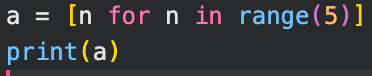 a = [n for n in range(5)]
print(a)